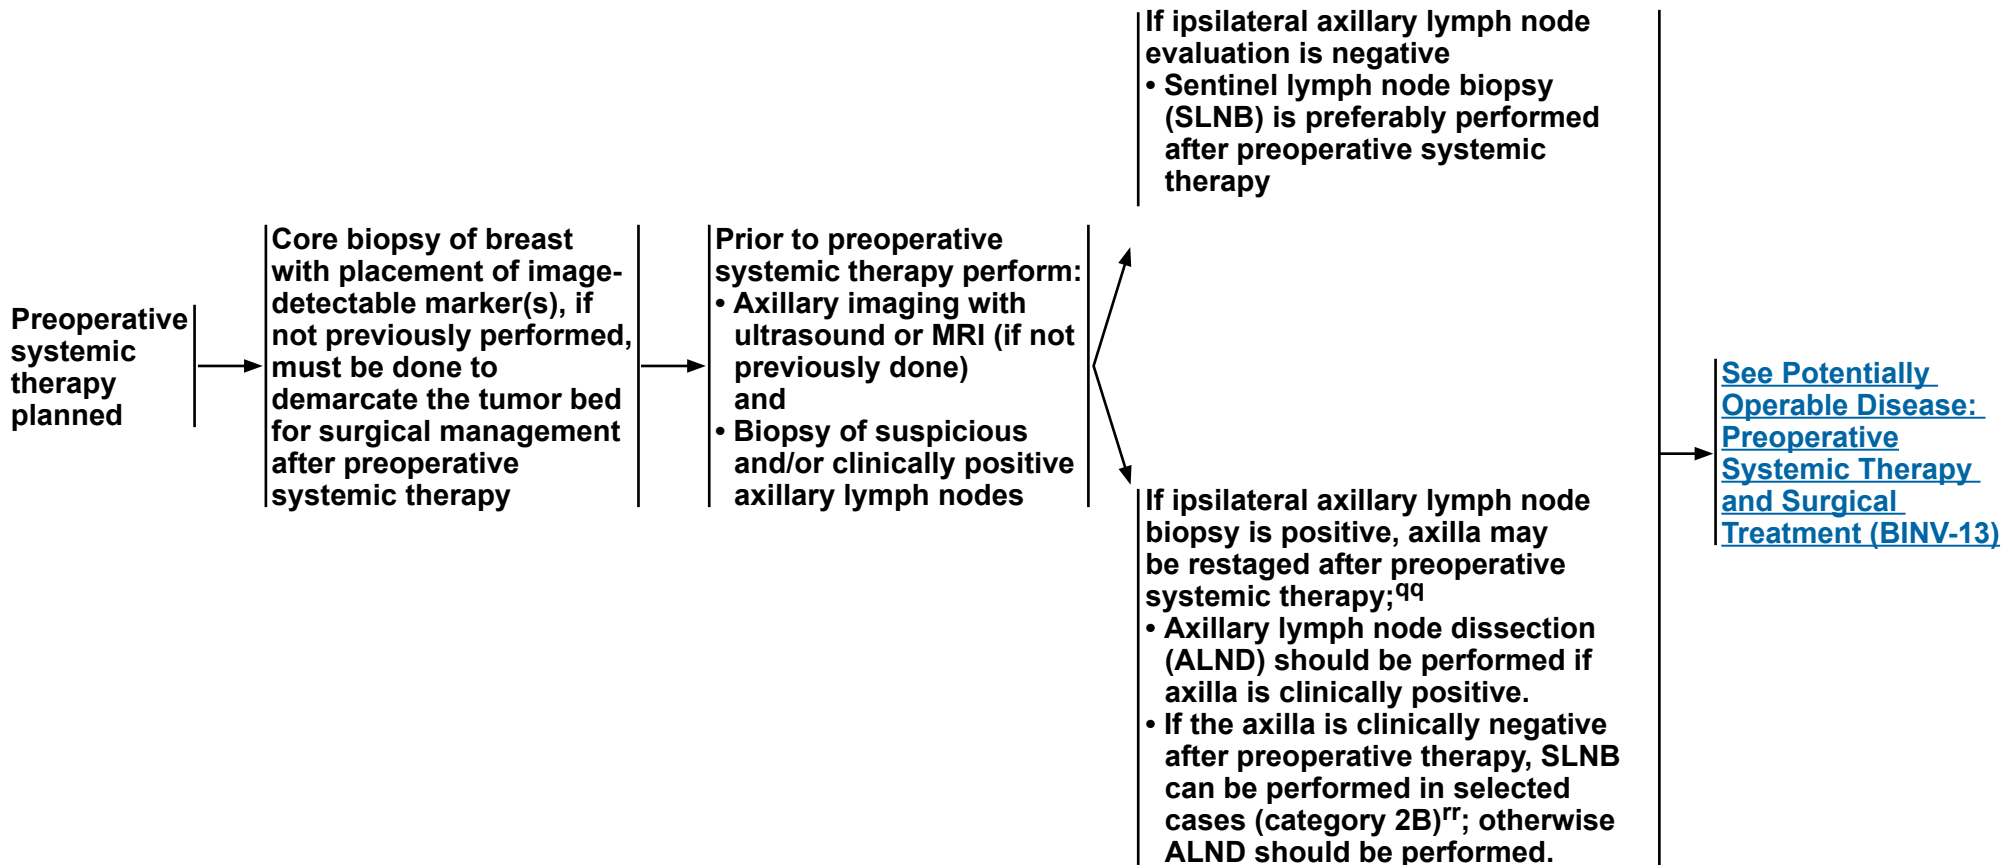 Preoperative
systemic
therapy
planned
Core biopsy of breast
with placement of image-
detectable marker(s), if
not previously performed,
must be done to
demarcate the tumor bed
for surgical management
after preoperative
systemic therapy
Prior to preoperative
systemic therapy perform:
• Axillary imaging with
ultrasound or MRI (if not
previously done)
and
• Biopsy of suspicious
and/or clinically positive
axillary lymph nodes
If ipsilateral axillary lymph node
evaluation is negative
• Sentinel lymph node biopsy
(SLNB) is preferably performed
after preoperative systemic
therapy
If ipsilateral axillary lymph node
biopsy is positive, axilla may
be restaged after preoperative
systemic therapy;qq
• Axillary lymph node dissection
(ALND) should be performed if
axilla is clinically positive.
• If the axilla is clinically negative
after preoperative therapy, SLNB
can be performed in selected
cases (category 2B)rr; otherwise
ALND should be performed.
See Potentially
Operable Disease:
Preoperative
Systemic Therapy
and Surgical
Treatment (BINV-13)